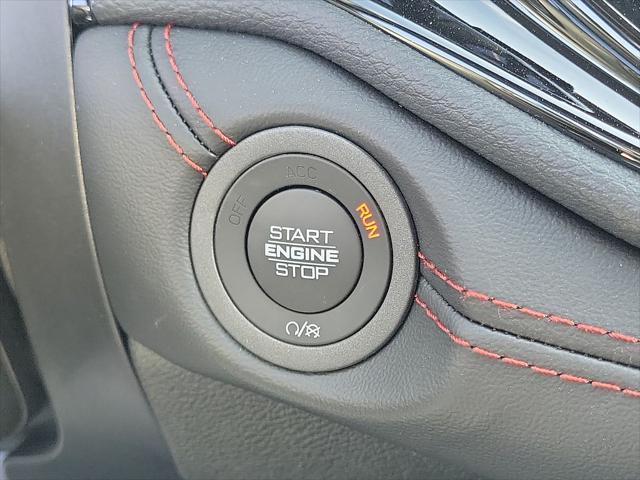 OFF
ACC
RUN
START
ENGINE
STOP